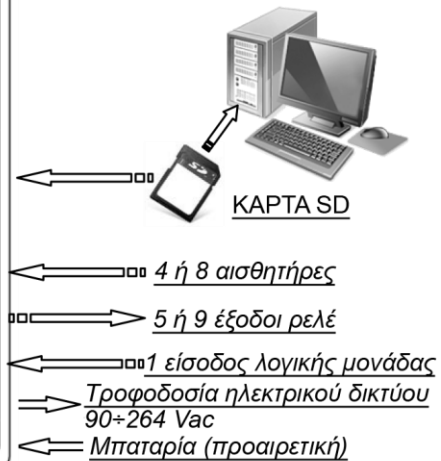 SD
ΚΑΡΤΑ SD
4 ή 8 αισθητήρες
5 ή 9 έξοδοι ρελέ
1 είσοδος λογικής μονάδας
Τροφοδοσία ηλεκτρικού δικτύου
90÷264 Vac
Μπαταρία (προαιρετική)